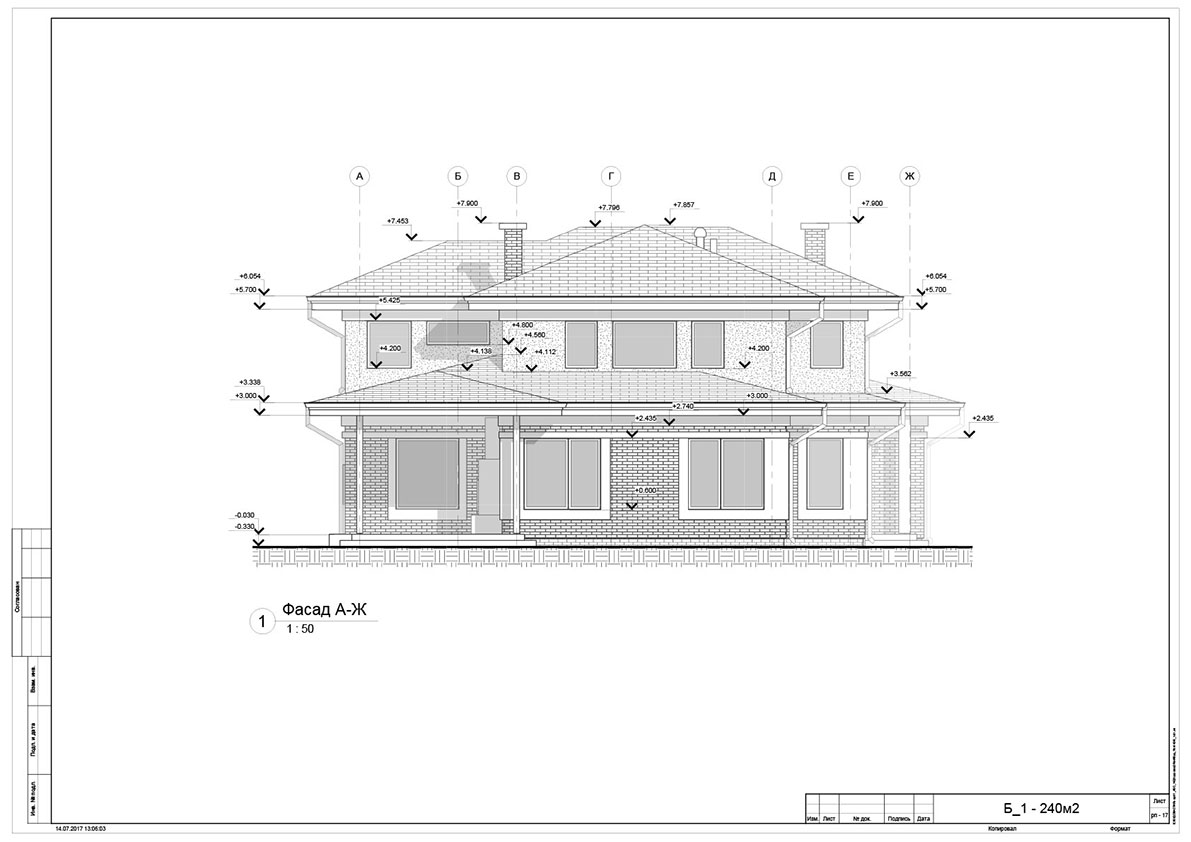 А Б В Г Д Е Ж
+7.900
+7.796
+7.857
+7.900
+7.453
+6.054
+5.700
+6.054
+5.700
+5.425
+4.800
+4.560
+4.200
+4.138
+4.112
+4.200
+3.562
+3.338
+3.000
+3.000
+2.740
+2.435
+2.435
+0.600
-0.030
-0.330
1
Фасад А-Ж
1 : 50
Согласовано
Взам. инв.
Подп. и дата
Инв. № подл.
14.07.2017 13:06:03
Изм. Лист № док. Подпись Дата
Б_1 - 240м2
Лист
рп - 17
Копировал
Формат